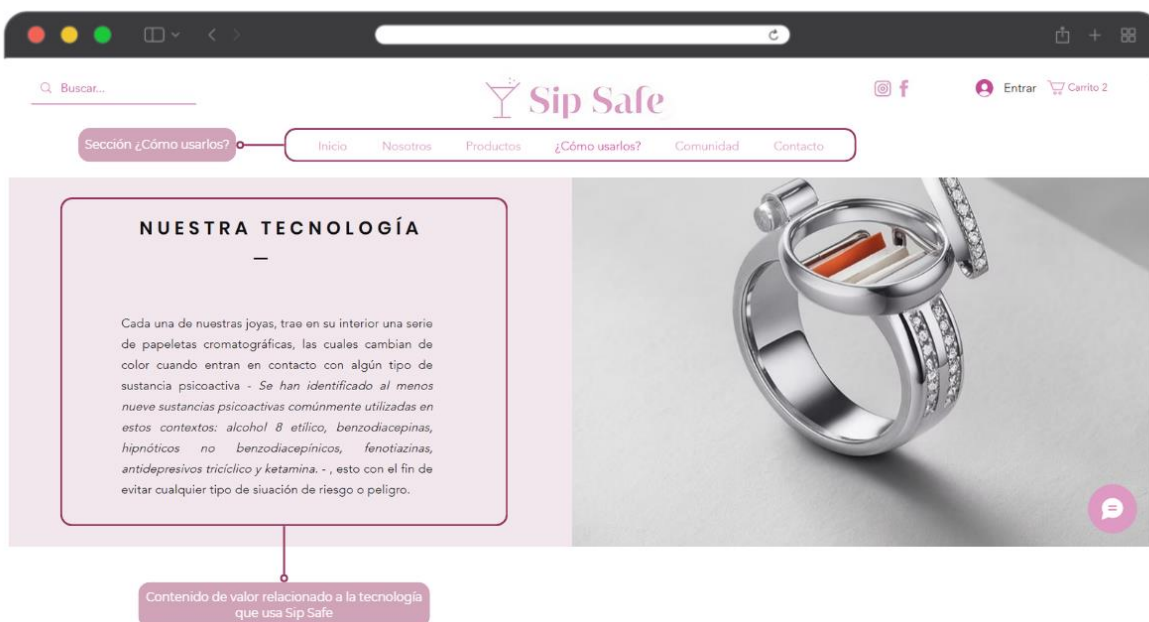 Buscar...
Sip Safe
Entrar
Carrito 2
Sección ¿Cómo usarlos?
Inicio Nosotros Productos ¿Cómo usarlos? Comunidad Contacto
NUESTRA TECNOLOGÍA
Cada una de nuestras joyas, trae en su interior una serie
de papeletas cromatográficas, las cuales cambian de
color cuando entran en contacto con algún tipo de
sustancia psicoactiva - Se han identificado al menos
nueve sustancias psicoactivas comúnmente utilizadas en
estos contextos: alcohol 8 etílico, benzodiacepinas,
hipnóticos no benzodiacepínicos, fenotiazinas,
antidepresivos tricíclico y ketamina. - , esto con el fin de
evitar cualquier tipo de siuación de riesgo o peligro.
Contenido de valor relacionado a la tecnología
que usa Sip Safe